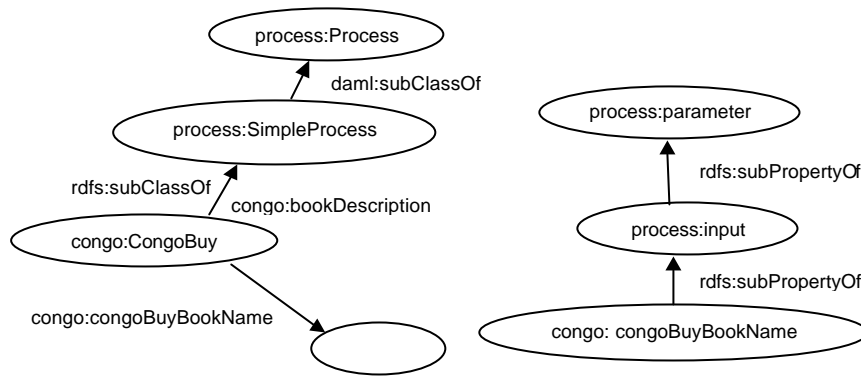 process:Process
daml:subClassOf
process:SimpleProcess
rdfs:subClassOf
congo:bookDescription
congo:CongoBuy
congo:congoBuyBookName
process:parameter
rdfs:subPropertyOf
process:input
rdfs:subPropertyOf
congo: congoBuyBookName